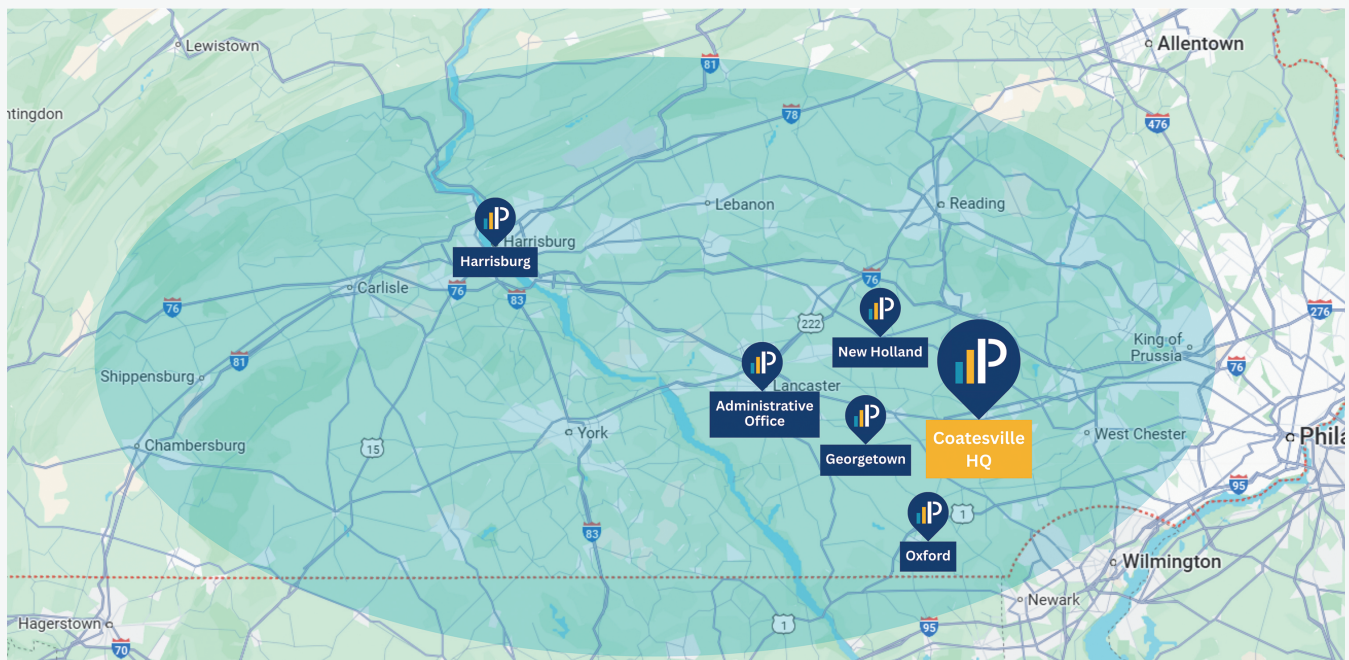 Lewistown
81
Allentown
ntingdon
78
476
Lebanon
Reading
Harrisburg
Harrisburg
76
Carlisle
76
83
76
276
222
King of
Prussia
New Holland
81
76
Shippensburg
Lancaster
Administrative
Office
York
Coatesville
HQ
West Chester
Phila
Chambersburg
15
Georgetown
95
1
83
Oxford
Wilmington
Newark
Hagerstown
1
95
70